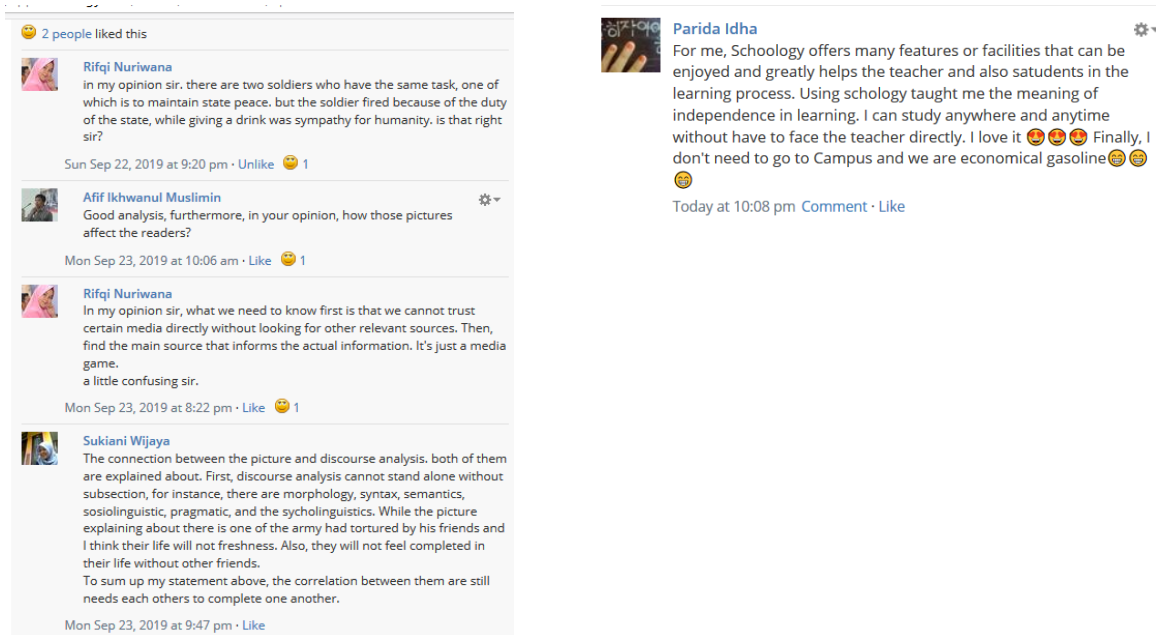 2 people liked this
Rifqi Nuriwana
in my opinion sir. there are two soldiers who have the same task, one of
which is to maintain state peace. but the soldier fired because of the duty
of the state, while giving a drink was sympathy for humanity. is that right
sir?
Sun Sep 22, 2019 at 9:20 pm · Unlike 1
Afif Ikhwanul Muslimin
Good analysis, furthermore, in your opinion, how those pictures
affect the readers?
Mon Sep 23, 2019 at 10:06 am · Like 1
Rifqi Nuriwana
In my opinion sir, what we need to know first is that we cannot trust
certain media directly without looking for other relevant sources. Then,
find the main source that informs the actual information. It's just a media
game.
a little confusing sir.
Mon Sep 23, 2019 at 8:22 pm · Like 1
Sukiani Wijaya
The connection between the picture and discourse analysis. both of them
are explained about. First, discourse analysis cannot stand alone without
subsection, for instance, there are morphology, syntax, semantics,
sosiolinguistic, pragmatic, and the sycholinguistics. While the picture
explaining about there is one of the army had tortured by his friends and
I think their life will not freshness. Also, they will not feel completed in
their life without other friends.
To sum up my statement above, the correlation between them are still
needs each others to complete one another.
Mon Sep 23, 2019 at 9:47 pm · Like
Parida Idha
For me, Schoology offers many features or facilities that can be
enjoyed and greatly helps the teacher and also satudents in the
learning process. Using schology taught me the meaning of
independence in learning. I can study anywhere and anytime
without have to face the teacher directly. I love it 😍😍😍 Finally, I
don't need to go to Campus and we are economical gasoline😁😁
😁
Today at 10:08 pm Comment · Like